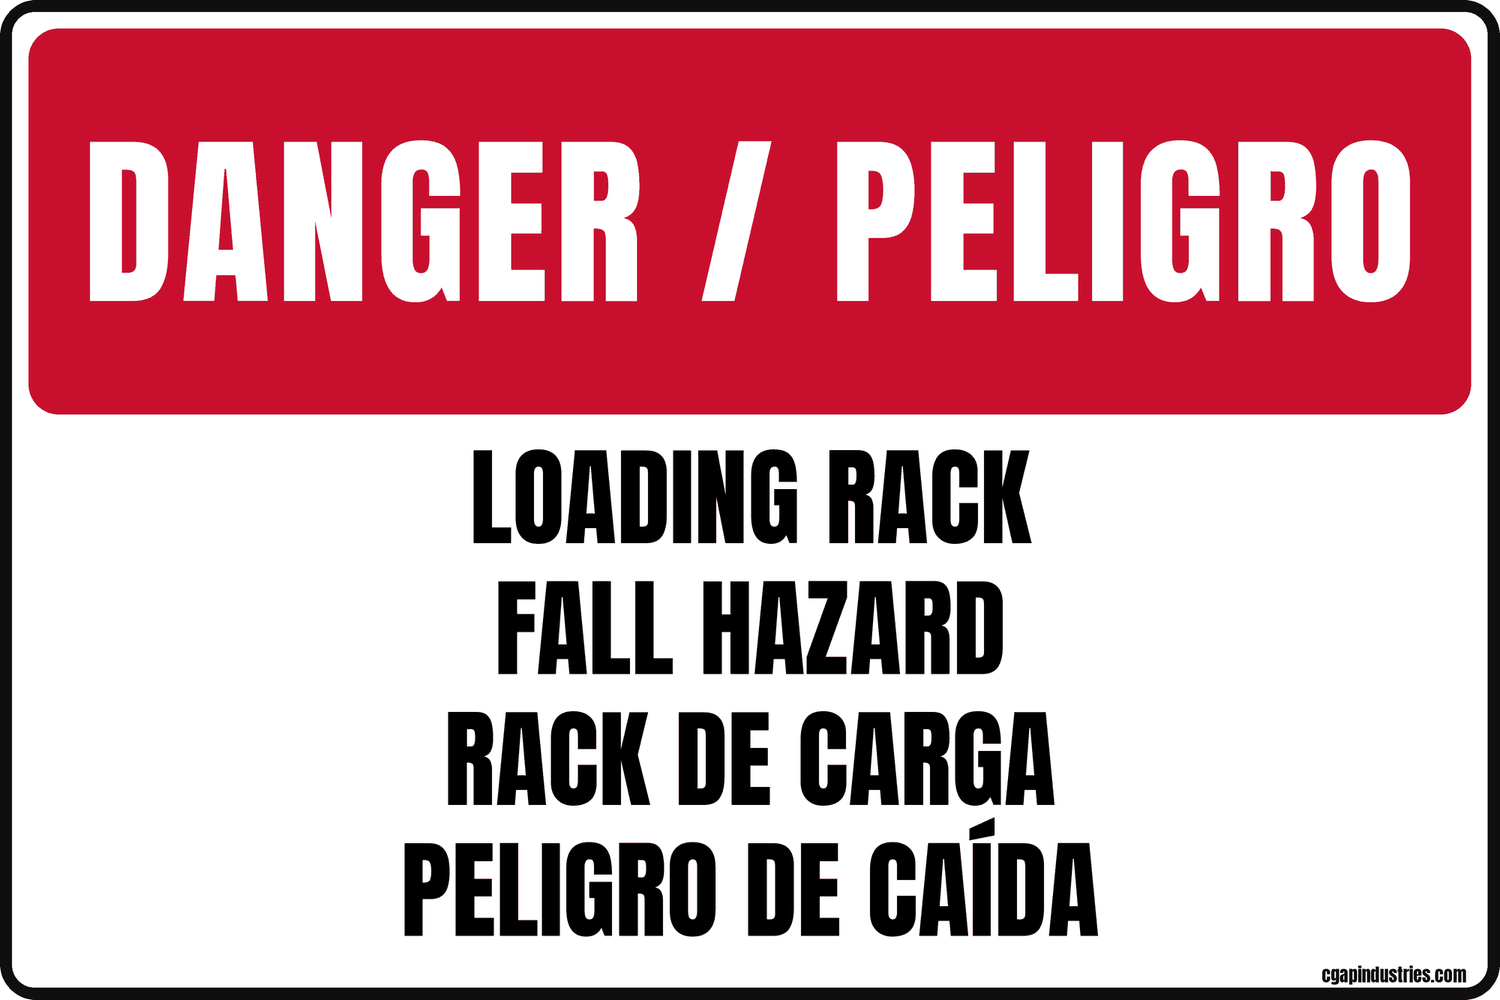 DANGER / PELIGRO
LOADING RACK
FALL HAZARD
RACK DE CARGA
PELIGRO DE CAÍDA
cgapindustries.com